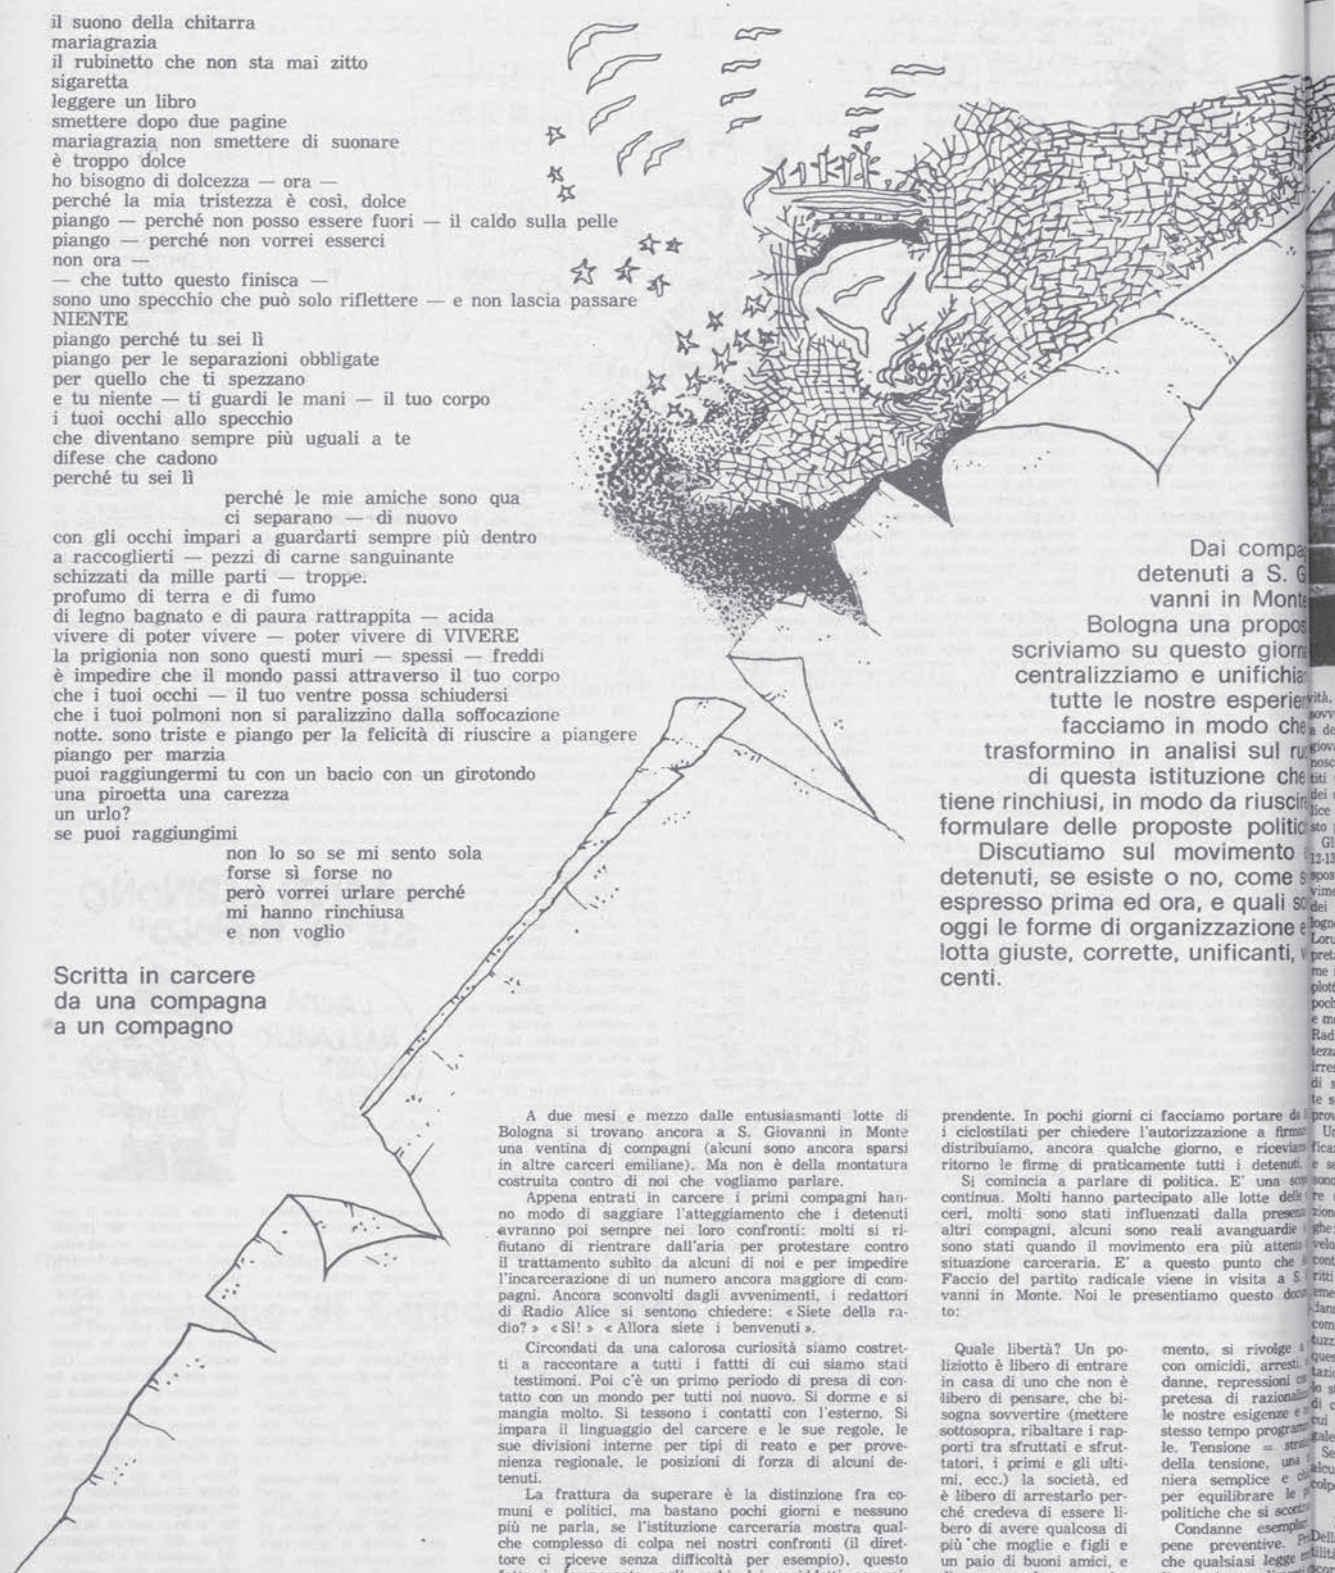 il suono della chitarra
mariagrazia
il rubinetto che non sta mai zitto
sigaretta
leggere un libro
smettere dopo due pagine
mariagrazia non smettere di suonare
è troppo dolce
ho bisogno di dolcezza — ora —
perché la mia tristezza è così, dolce
piango — perché non posso essere fuori — il caldo sulla pelle
piango — perché non vorrei esserci
non ora —
— che tutto questo finisca —
sono uno specchio che può solo riflettere — e non lascia passare
NIENTE
piango perché tu sei lì
piango per le separazioni obbligate
per quello che ti spezzano
e tu niente — ti guardi le mani — il tuo corpo
i tuoi occhi allo specchio
che diventano sempre più uguali a te
difese che cadono
perché tu sei lì
perché le mie amiche sono qua
ci separano — di nuovo
con gli occhi impari a guardarti sempre più dentro
a raccoglierti — pezzi di carne sanguinante
schizzati da mille parti — troppe.
profumo di terra e di fumo
di legno bagnato e di paura rattrappita — acida
vivere di poter vivere — poter vivere di VIVERE
la prigionia non sono questi muri — spessi — freddi
è impedire che il mondo passi attraverso il tuo corpo
che i tuoi occhi — il tuo ventre possa schiudersi
che i tuoi polmoni non si paralizzino dalla soffocazione
notte. sono triste e piango per la felicità di riuscire a piangere
piango per marzia
puoi raggiungermi tu con un bacio con un girotondo
una piroetta una carezza
un urlo?
se puoi raggiungimi
non lo so se mi sento sola
forse sì forse no
però vorrei urlare perché
mi hanno rinchiusa
e non voglio
Scritta in carcere
da una compagna
a un compagno
Dai
detenuti a S.
vanni in
Bologna una
scriviamo su questo
centralizziamo e
tutte le nostre
facciamo in modo
trasformino in analisi sul
di questa istituzione che
tiene rinchiusi, in modo da
formulare delle proposte
Discutiamo sul movimento
detenuti, se esiste o no, come
espresso prima ed ora, e quali
oggi le forme di organizzazione e
lotta giuste, corrette, unificanti,
centi.
A due mesi e mezzo dalle entusiasmanti lotte di
Bologna si trovano ancora a S. Giovanni in Monte
una ventina di compagni (alcuni sono ancora sparsi
in altre carceri emiliane). Ma non è della montatura
costruita contro di noi che vogliamo parlare.
Appena entrati in carcere i primi compagni han-
no modo di saggiare l'atteggiamento che i detenuti
avranno poi sempre nei loro confronti: molti si ri-
fiutano di rientrare dall'aria per protestare contro
il trattamento subìto da alcuni di noi e per impedire
l'incarcerazione di un numero ancora maggiore di com-
pagni. Ancora sconvolti dagli avvenimenti, i redattori
di Radio Alice si sentono chiedere: « Siete della ra-
dio? » « Sì! » « Allora siete i benvenuti ».
Circondati da una calorosa curiosità siamo costret-
ti a raccontare a tutti i fattti di cui siamo stati
testimoni. Poi c'è un primo periodo di presa di con-
tatto con un mondo per tutti noi nuovo. Si dorme e si
mangia molto. Si tessono i contatti con l'esterno. Si
impara il linguaggio del carcere e le sue regole, le
sue divisioni interne per tipi di reato e per prove-
nienza regionale, le posizioni di forza di alcuni de-
tenuti.
La frattura da superare è la distinzione fra co-
muni e politici, ma bastano pochi giorni e nessuno
più ne parla, se l'istituzione carceraria mostra qual-
che complesso di colpa nei nostri confronti (il diret-
tore ci riceve senza difficoltà per esempio), questo
prendente. In pochi giorni ci facciamo portare
i ciclostilati per chiedere l'autorizzazione a
distribuiamo, ancora qualche giorno, e
ritorno le firme di praticamente tutti i detenuti.
Si comincia a parlare di politica. E' una
continua. Molti hanno partecipato alle lotte delle
ceri, molti sono stati influenzati dalla
altri compagni, alcuni sono reali avanguardie
sono stati quando il movimento era più attento
situazione carceraria. E' a questo punto che
Faccio del partito radicale viene in visita a S.
vanni in Monte. Noi le presentiamo questo
to:
Quale libertà? Un po-
liziotto è libero di entrare
in casa di uno che non è
libero di pensare, che bi-
sogna sovvertire (mettere
sottosopra, ribaltare i rap-
porti tra sfruttati e sfrut-
tatori, i primi e gli ulti-
mi, ecc.) la società, ed
è libero di arrestarlo per-
ché credeva di essere li-
bero di avere qualcosa di
più che moglie e figli e
un paio di buoni amici, e
mento, si rivolge
con omicidi, arresti
danne, repressioni
pretesa di
le nostre esigenze e
stesso tempo
le. Tensione =
della tensione, una
niera semplice e
per equilibrare le
politiche che si
Condanne
pene preventive.
che qualsiasi legge